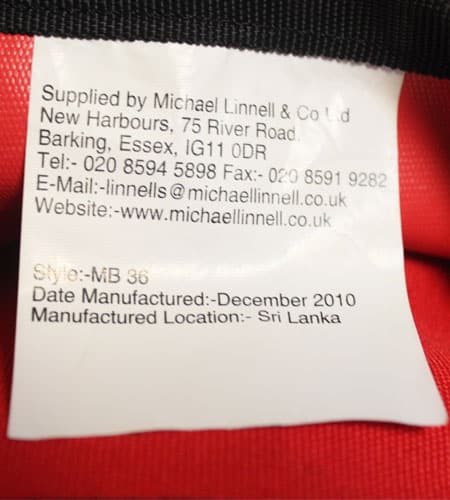 Supplied by Michael Linnell & Co Ltd
New Harbours, 75 River Road,
Barking, Essex, IG11 0DR
Tel:- 020 8594 5898 Fax:- 020 8591 9282
E-Mail:-linnells@michaellinnell.co.uk
Website:-www.michaellinnell.co.uk
Style:-MB 36
Date Manufactured:-December 2010
Manufactured Location:- Sri Lanka